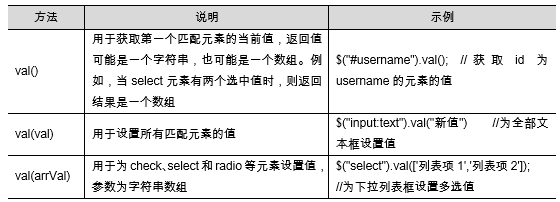 方法
说明
示例
val()
用于获取第一个匹配元素的当前值，返回值
可能是一个字符串，也可能是一个数组。例
如，当 select 元素有两个选中值时，则返回
结果是一个数组
$("#username").val(); //获取 id 为
username 的元素的值
val(val)
用于设置所有匹配元素的值
$("input:text").val("新值") //为全部文
本框设置值
val(arrVal)
用于为 check、select 和 radio 等元素设置值，
参数为字符串数组
$("select").val(['列表项 1','列表项 2']);
//为下拉列表框设置多选值